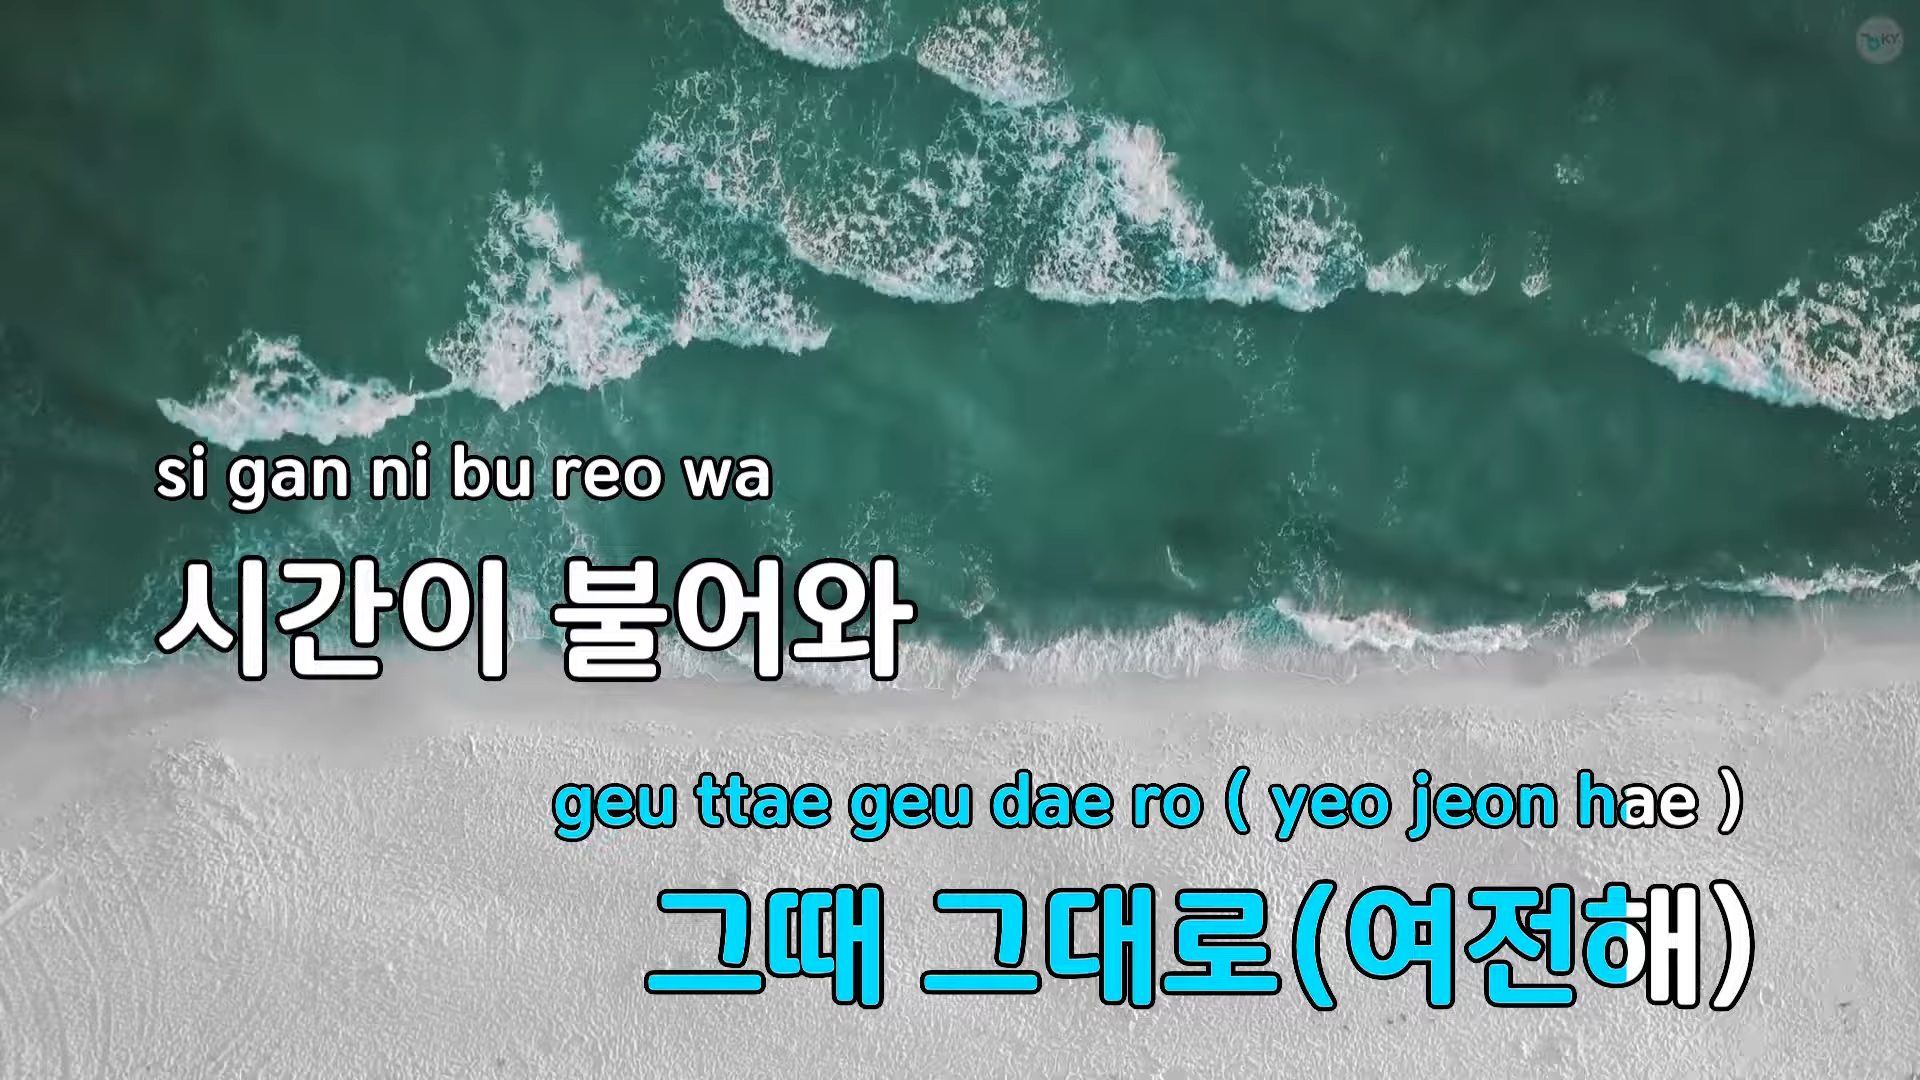 KY
si gan ni bu reo wa
시간이 불어와
geu ttae geu dae ro ( yeo jeon hae )
그때 그대로(여전해)